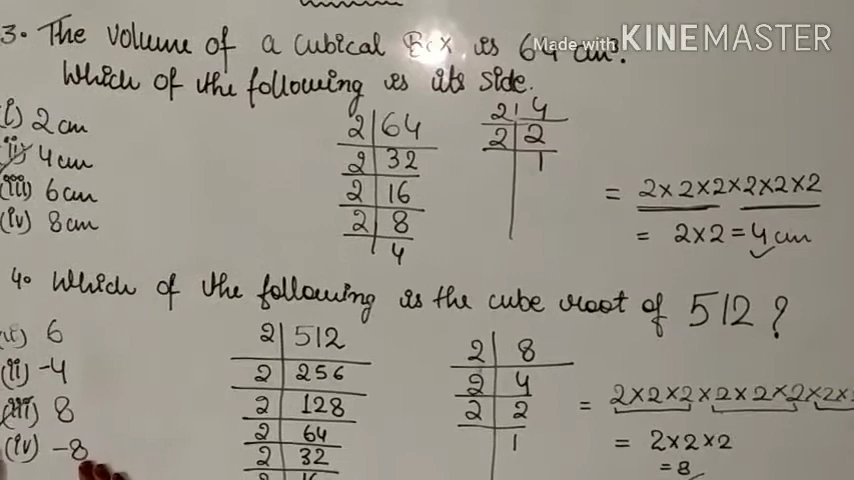 3. The volume of a cubical Box is 64 cm³.
Which of the following is its side.
(i) 2 cm
(ii) 4 cm
(iii) 6 cm
(iv) 8 cm
2 | 64
2 | 32
2 | 16
2 | 8
4
2 | 4
2 | 2
1
= 2×2×2×2×2×2
= 2×2 = 4 cm
4. Which of the following is the cube root of 512?
(i) 6
(ii) -4
(iii) 8
(iv) -8
2 | 512
2 | 256
2 | 128
2 | 64
2 | 32
2 | 16
2 | 8
2 | 4
2 | 2
1
= 2×2×2×2×2×2×2×2
= 2×2×2
= 8
Made with KINEMASTER